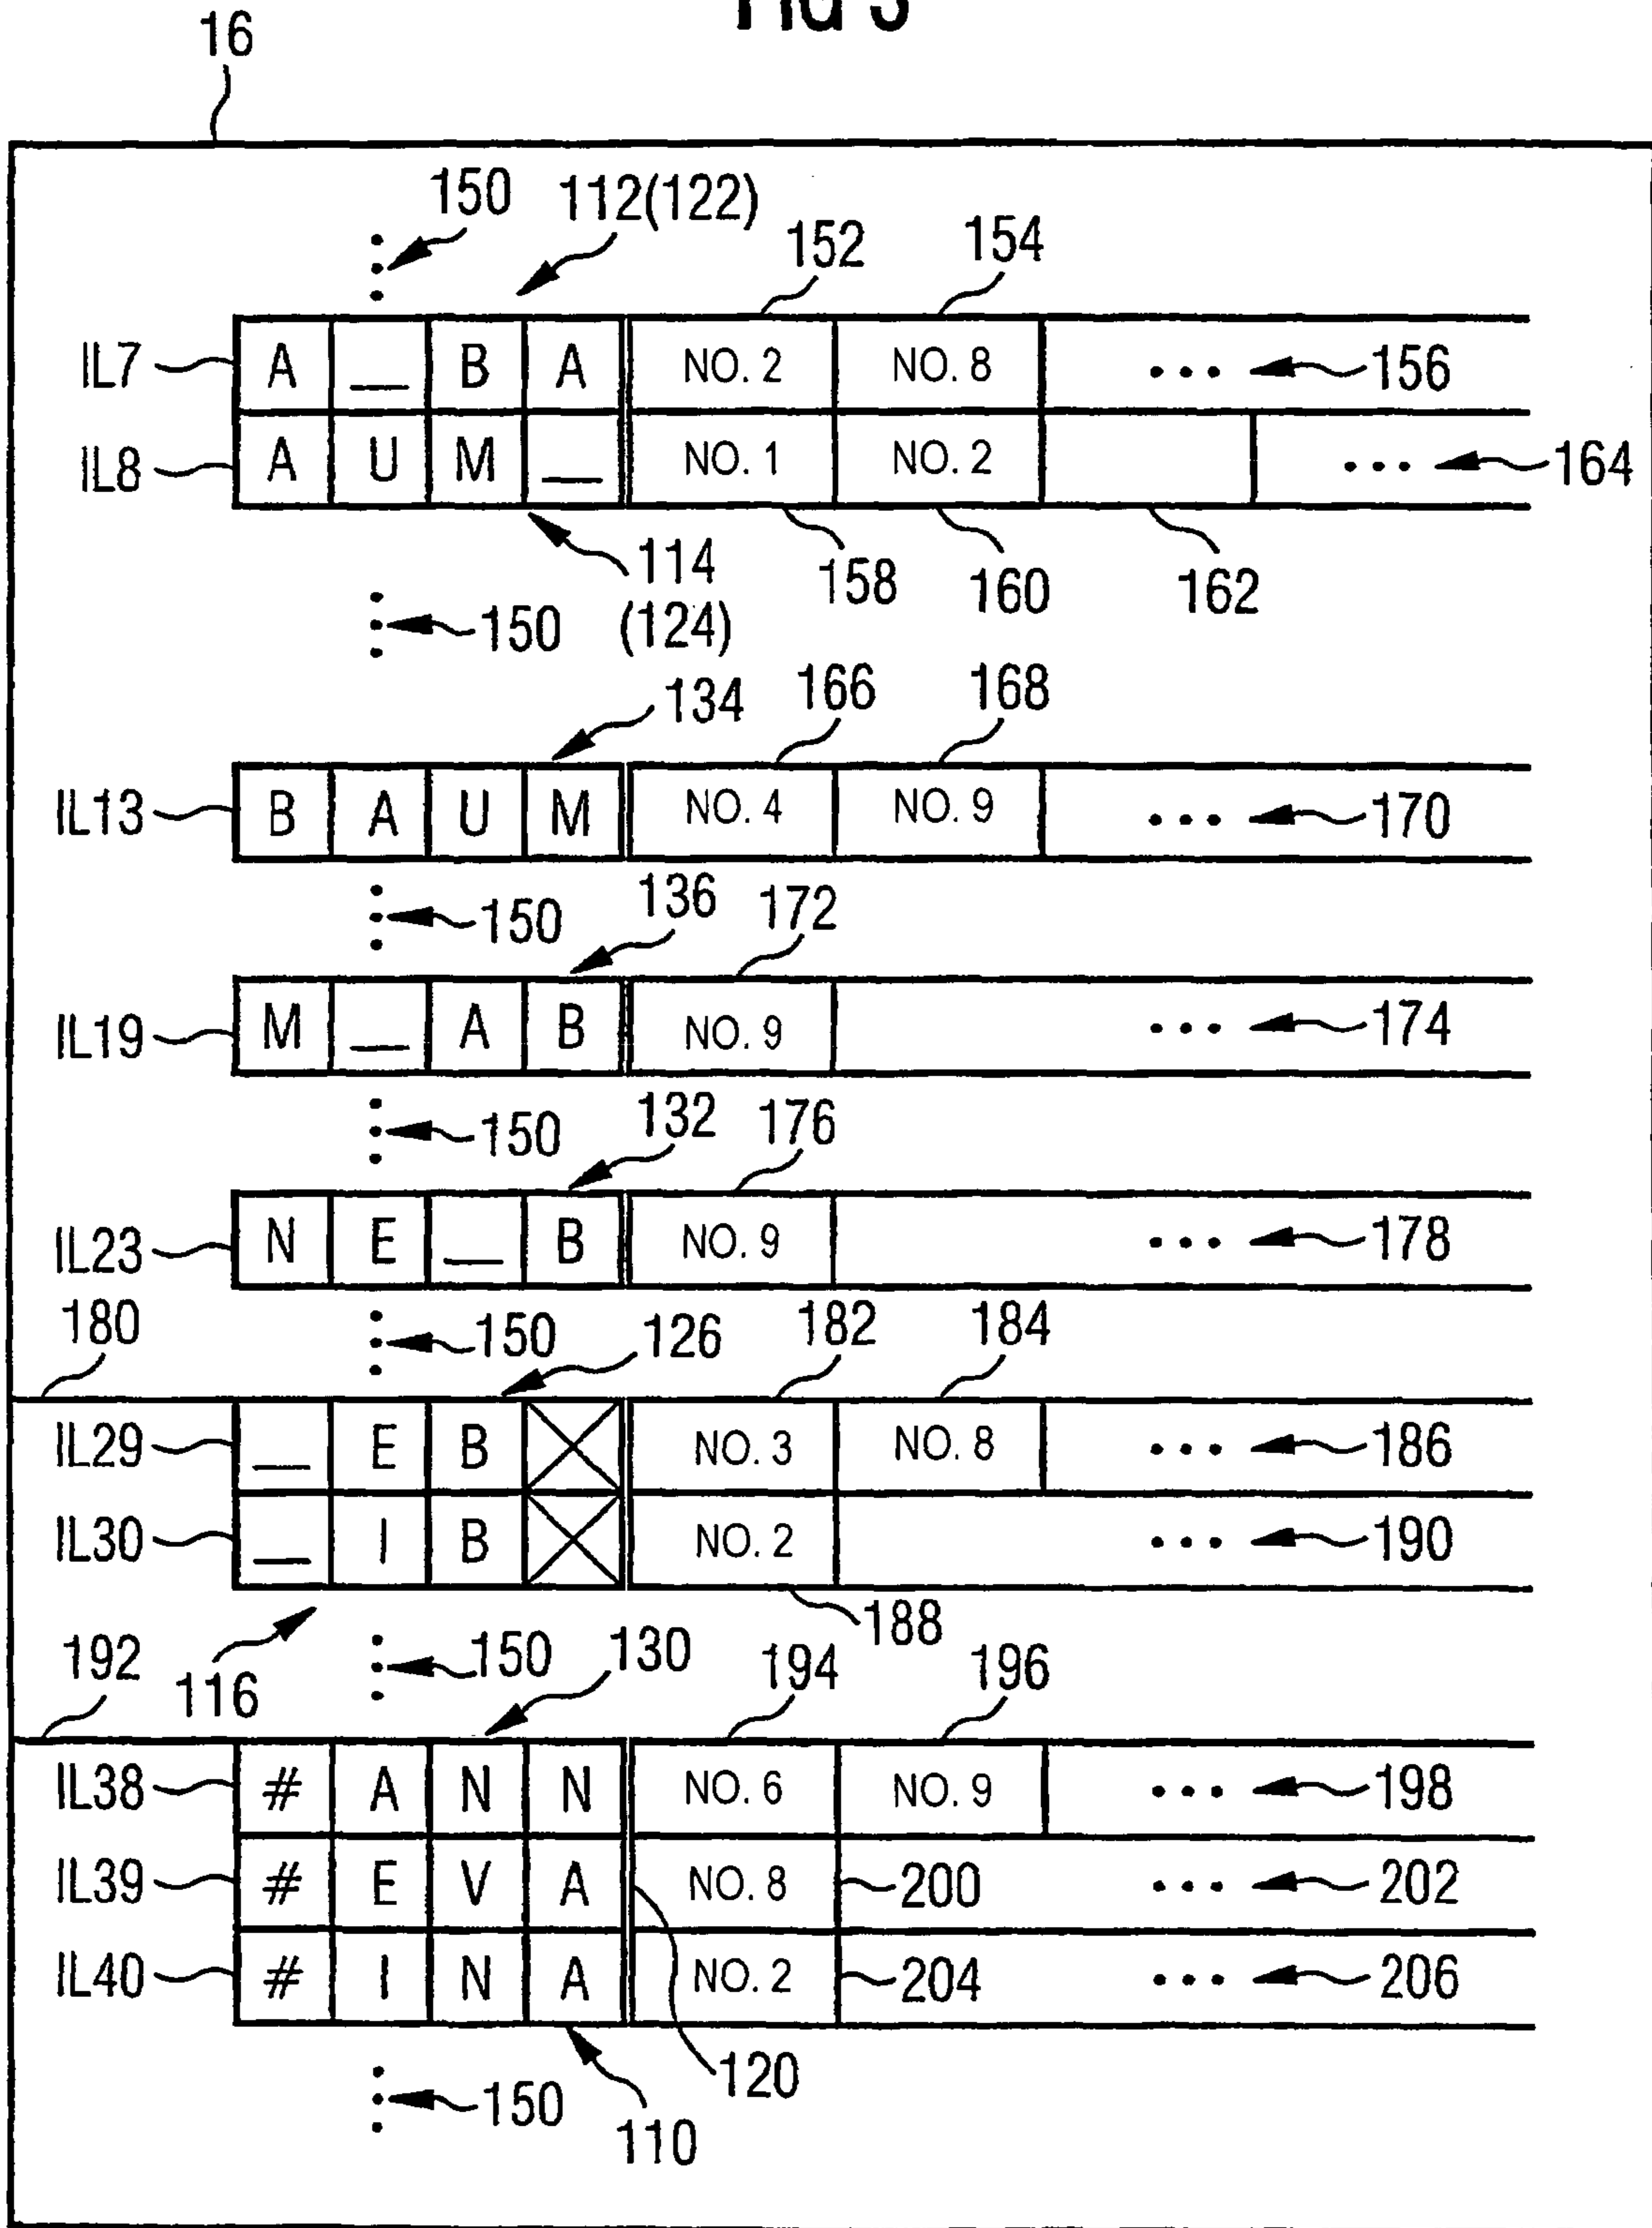 FIG 3
16
150 112(122) 152 154
IL7 A _ B A NO. 2 NO. 8 ... 156
IL8 A U M _ NO. 1 NO. 2 ... 164
114 158 160 162
150 (124)
134 166 168
IL13 B A U M NO. 4 NO. 9 ... 170
150 136 172
IL19 M _ A B NO. 9 ... 174
150 132 176
IL23 N E _ B NO. 9 ... 178
180 150 126 182 184
IL29 _ E B NO. 3 NO. 8 ... 186
IL30 _ I B NO. 2 ... 190
188
192 116 150 130 194 196
IL38 # A N N NO. 6 NO. 9 ... 198
IL39 # E V A NO. 8 200 ... 202
IL40 # I N A NO. 2 204 ... 206
120
150 110